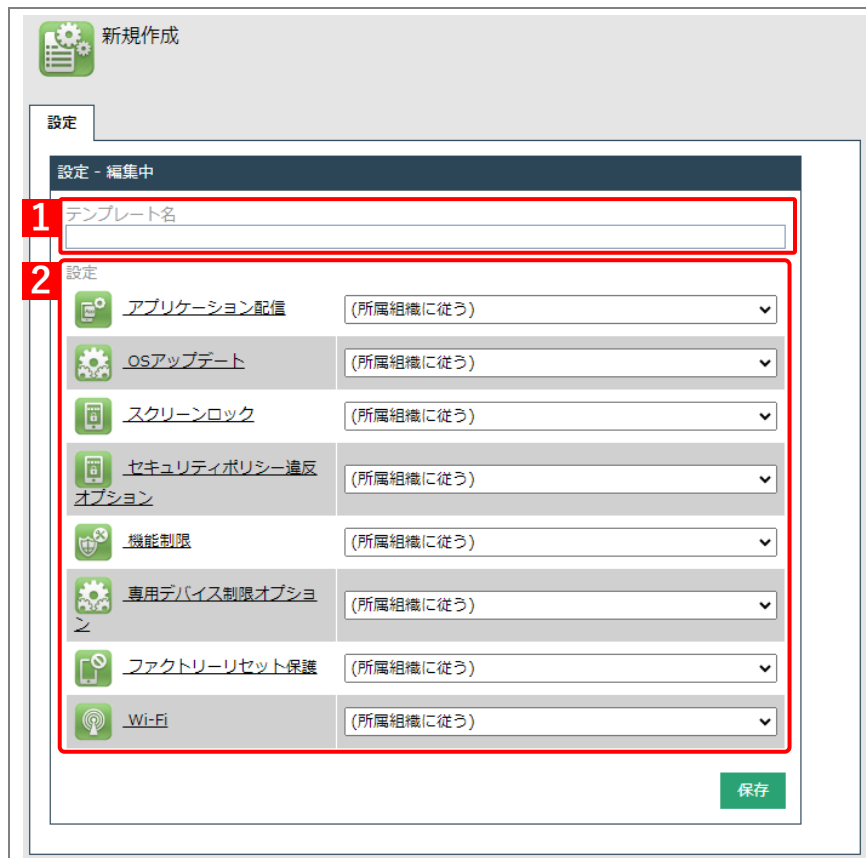 新規作成
設定
設定 - 編集中
1
テンプレート名
2
設定
アプリケーション配信 (所属組織に従う)
OSアップデート (所属組織に従う)
スクリーンロック (所属組織に従う)
セキュリティポリシー違反 (所属組織に従う)
オプション
機能制限 (所属組織に従う)
専用デバイス制限オプショ (所属組織に従う)
ン
ファクトリーリセット保護 (所属組織に従う)
Wi-Fi (所属組織に従う)
保存